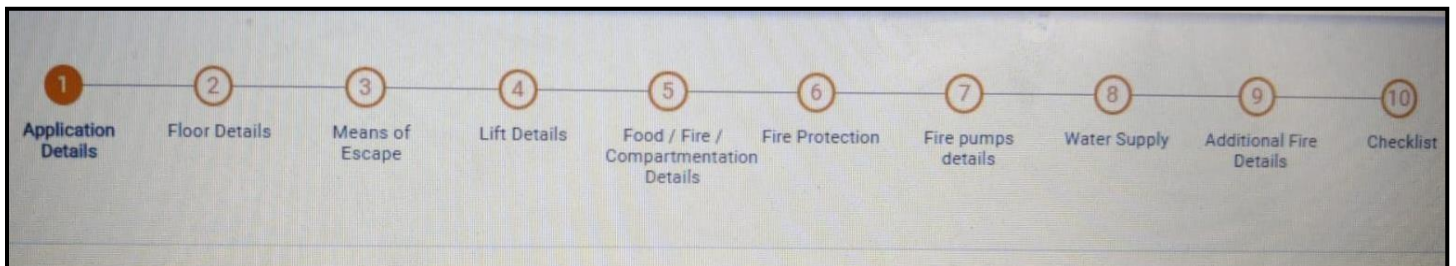 1
Application
Details
2
Floor Details
3
Means of
Escape
4
Lift Details
5
Food / Fire /
Compartmentation
Details
6
Fire Protection
7
Fire pumps
details
8
Water Supply
9
Additional Fire
Details
10
Checklist